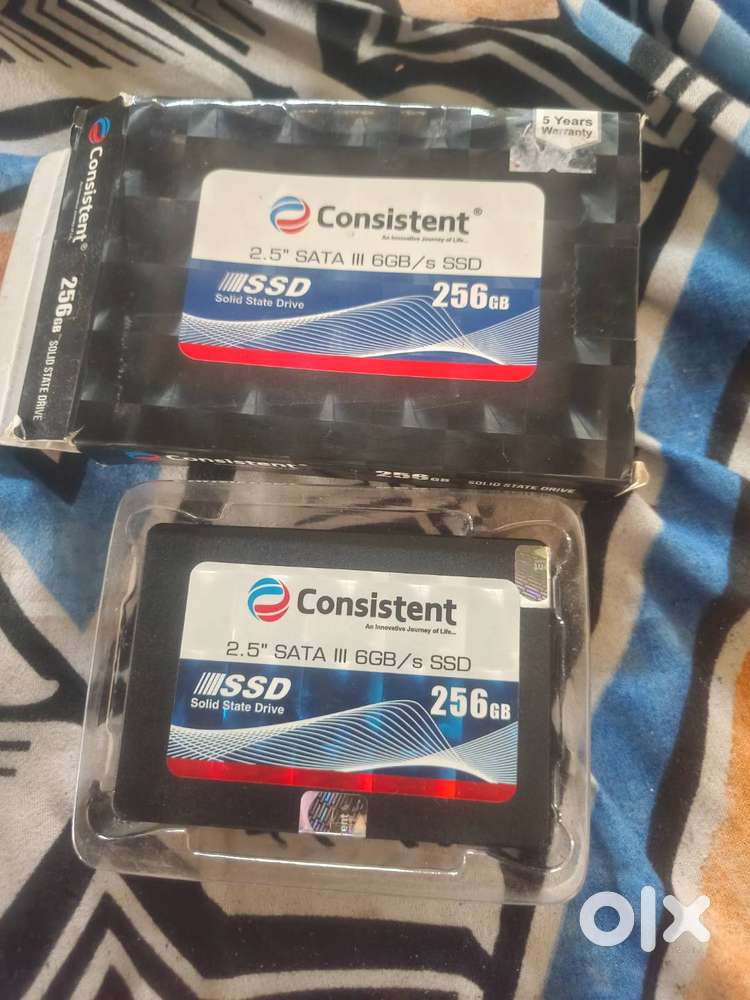 5 Years
Warranty
Consistent®
256GB SOLID STATE DRIVE
Consistent®
An Innovative Journey of Life...
2.5" SATA III 6GB/s SSD
SSD
Solid State Drive
256GB
Consistent
256GB
SOLID STATE DRIVE
Consistent
An Innovative Journey of Life...
2.5" SATA III 6GB/s SSD
SSD
Solid State Drive
256GB
olx